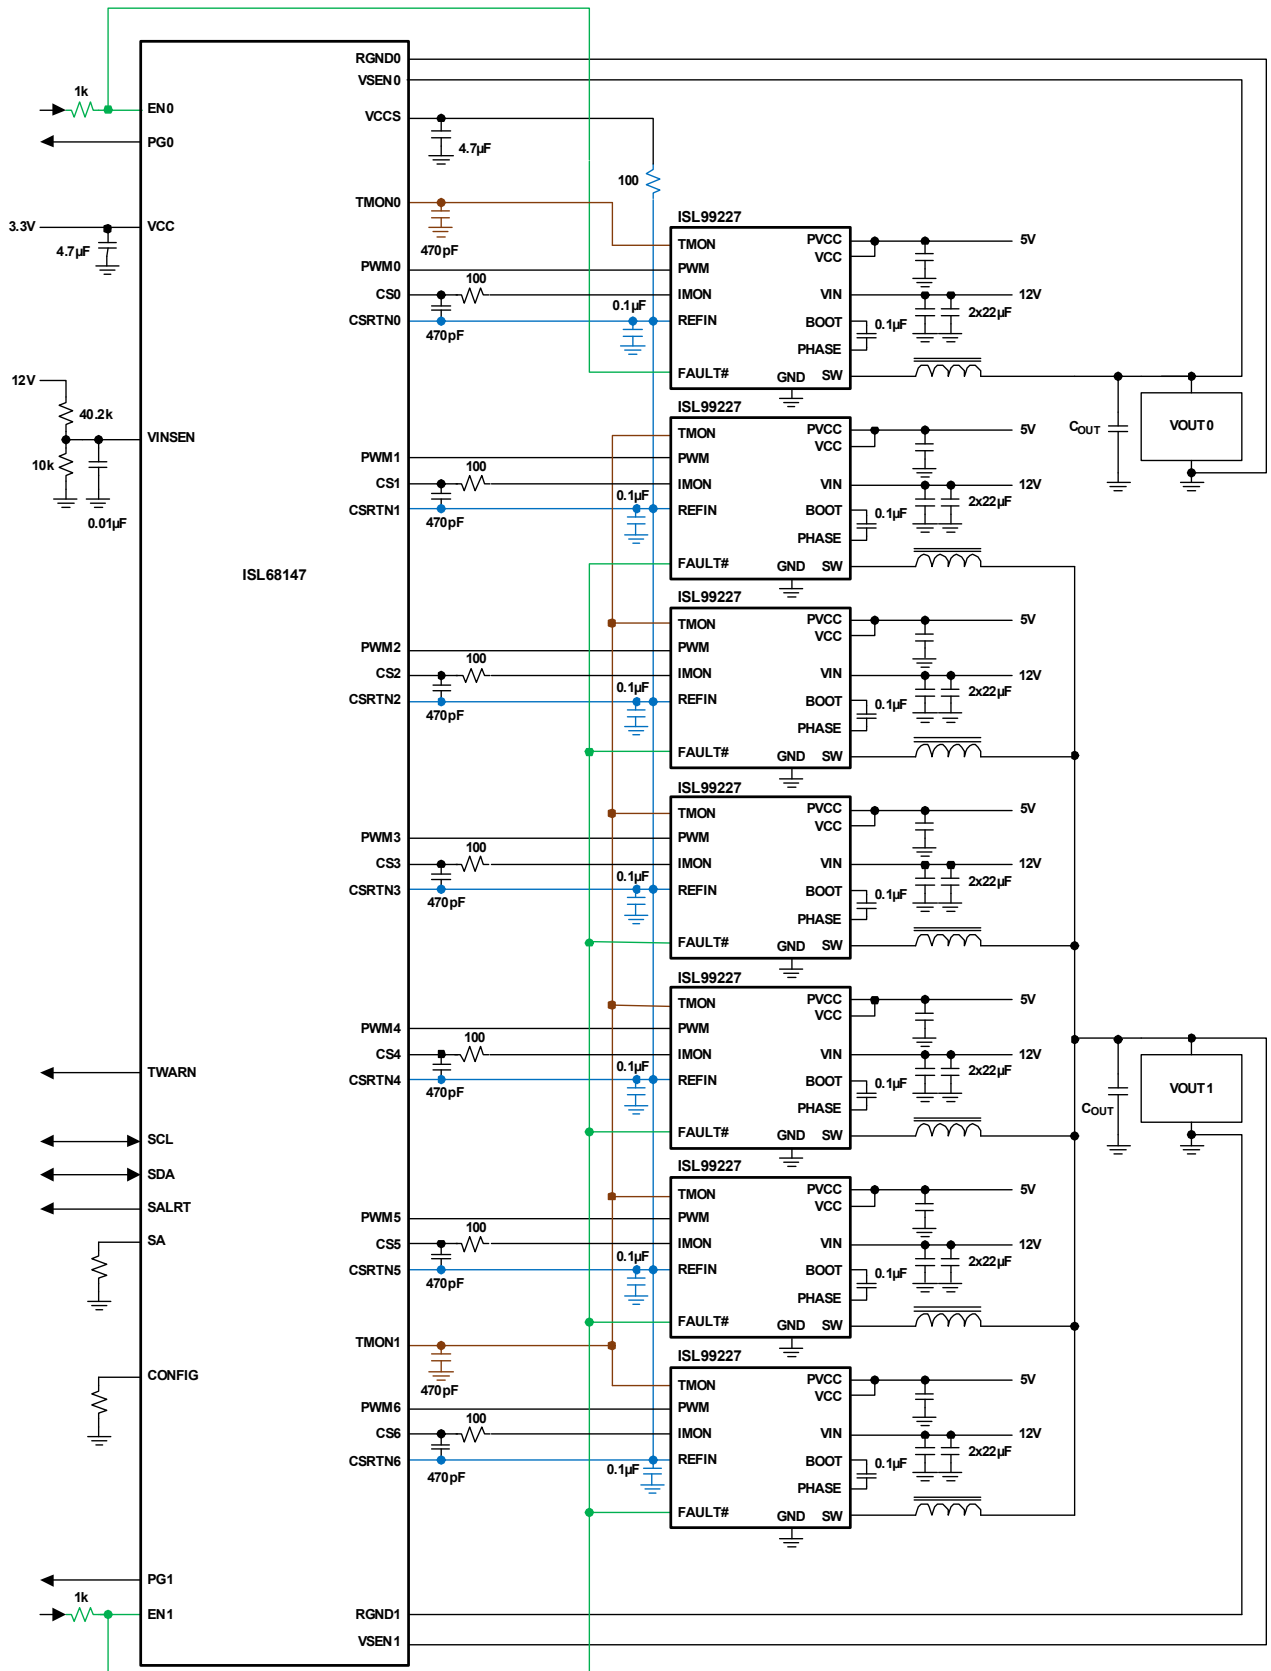 RGND0
VSEN0
1k
EN0
VCCS
PG0
4.7µF
100
TMON0
3.3V
VCC
4.7µF
470pF
PWM0
100
CS0
0.1µF
CSRTN0
470pF
ISL99227
TMON
PWM
IMON
REFIN
FAULT#
PVCC
VCC
VIN
BOOT
PHASE
GND
SW
5V
12V
2x22µF
0.1µF
12V
40.2k
VINSEN
10k
0.01µF
COUT
VOUT0
PWM1
100
CS1
0.1µF
CSRTN1
470pF
ISL99227
TMON
PWM
IMON
REFIN
FAULT#
PVCC
VCC
VIN
BOOT
PHASE
GND
SW
5V
12V
2x22µF
0.1µF
ISL68147
PWM2
100
CS2
0.1µF
CSRTN2
470pF
ISL99227
TMON
PWM
IMON
REFIN
FAULT#
PVCC
VCC
VIN
BOOT
PHASE
GND
SW
5V
12V
2x22µF
0.1µF
PWM3
100
CS3
0.1µF
CSRTN3
470pF
ISL99227
TMON
PWM
IMON
REFIN
FAULT#
PVCC
VCC
VIN
BOOT
PHASE
GND
SW
5V
12V
2x22µF
0.1µF
PWM4
100
CS4
0.1µF
CSRTN4
470pF
ISL99227
TMON
PWM
IMON
REFIN
FAULT#
PVCC
VCC
VIN
BOOT
PHASE
GND
SW
5V
12V
2x22µF
0.1µF
COUT
VOUT1
TWARN
SCL
SDA
SALRT
SA
PWM5
100
CS5
0.1µF
CSRTN5
470pF
ISL99227
TMON
PWM
IMON
REFIN
FAULT#
PVCC
VCC
VIN
BOOT
PHASE
GND
SW
5V
12V
2x22µF
0.1µF
TMON1
470pF
CONFIG
PWM6
100
CS6
0.1µF
CSRTN6
470pF
ISL99227
TMON
PWM
IMON
REFIN
FAULT#
PVCC
VCC
VIN
BOOT
PHASE
GND
SW
5V
12V
2x22µF
0.1µF
PG1
1k
EN1
RGND1
VSEN1